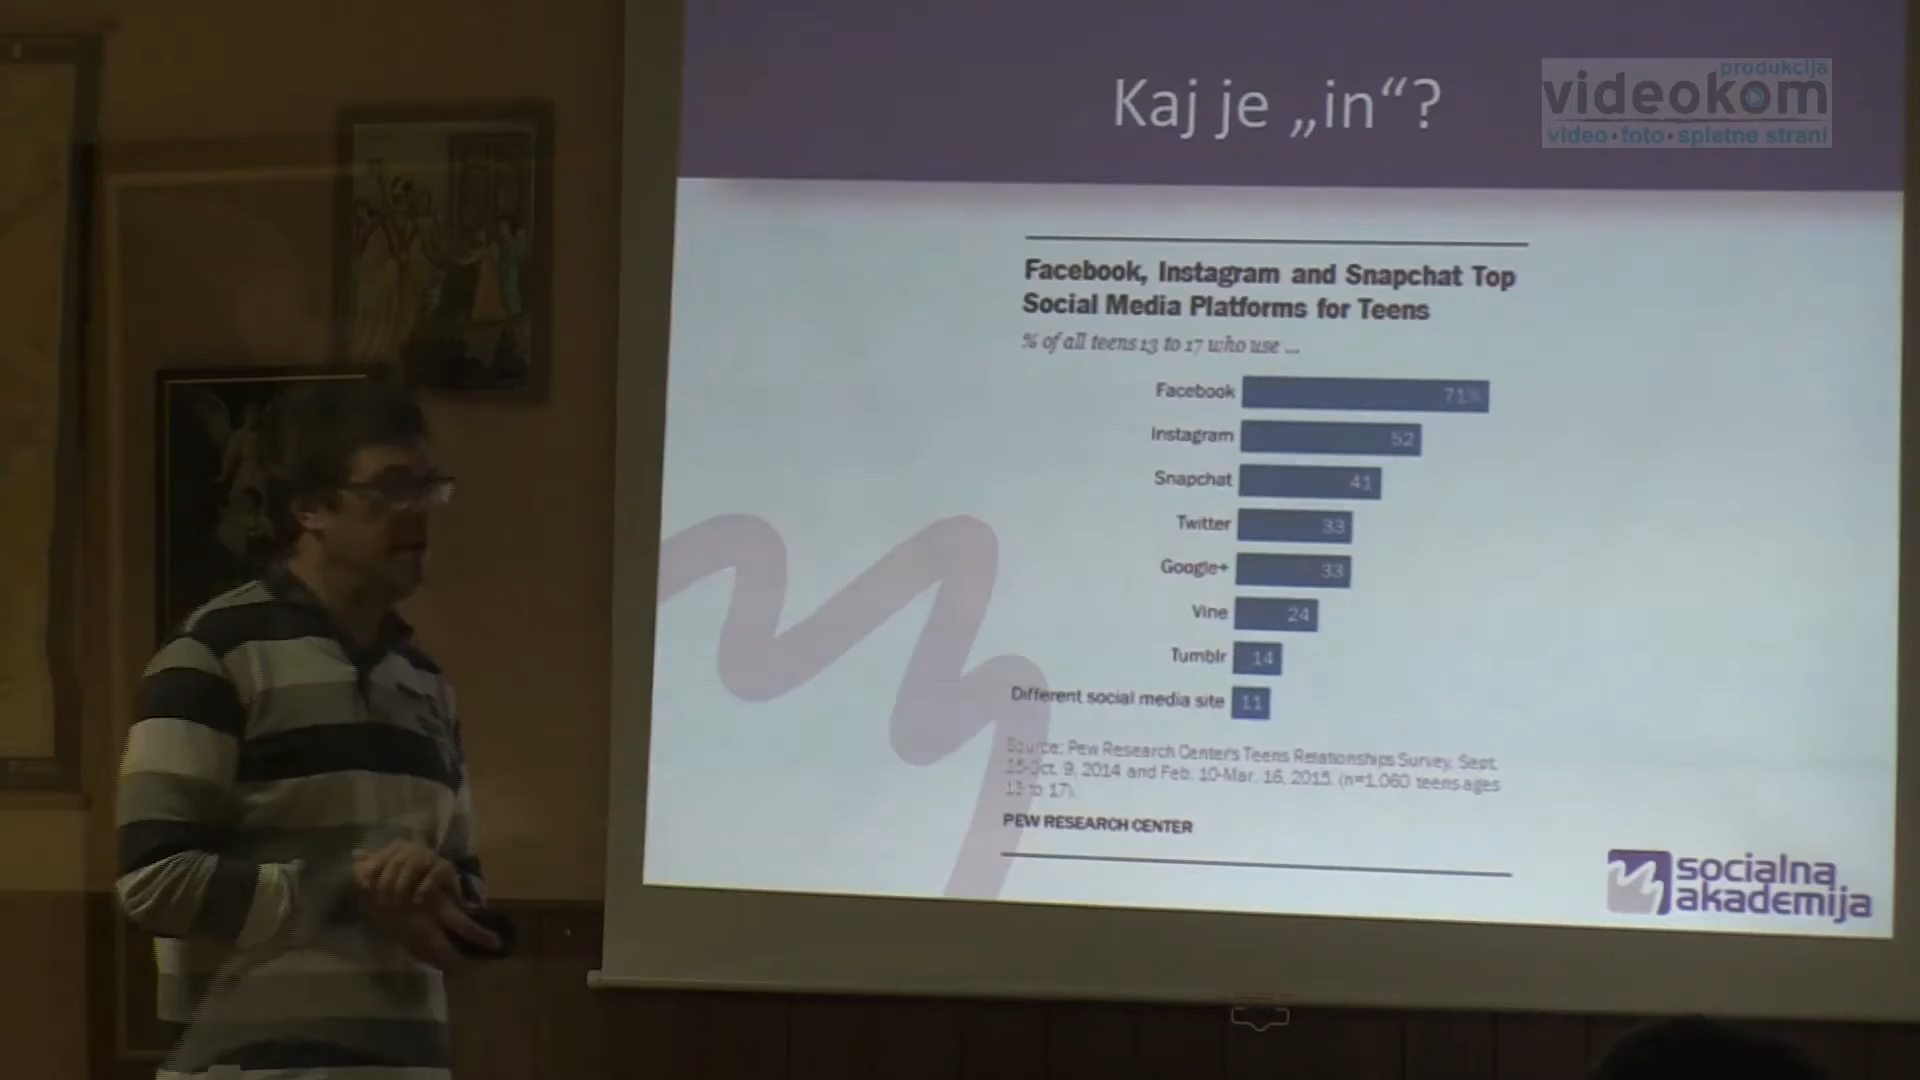 Kaj je „in“?
produkcija
videokom
video • foto • spletne strani
Facebook, Instagram and Snapchat Top
Social Media Platforms for Teens
% of all teens 13 to 17 who use ...
Facebook 71%
Instagram 52
Snapchat 41
Twitter 33
Google+ 33
Vine 24
Tumblr 14
Different social media site 11
Source: Pew Research Center's Teens Relationships Survey, Sept.
25-Oct. 9, 2014 and Feb. 10-Mar. 16, 2015. (n=1,060 teens ages
13 to 17).
PEW RESEARCH CENTER
socialna
akademija